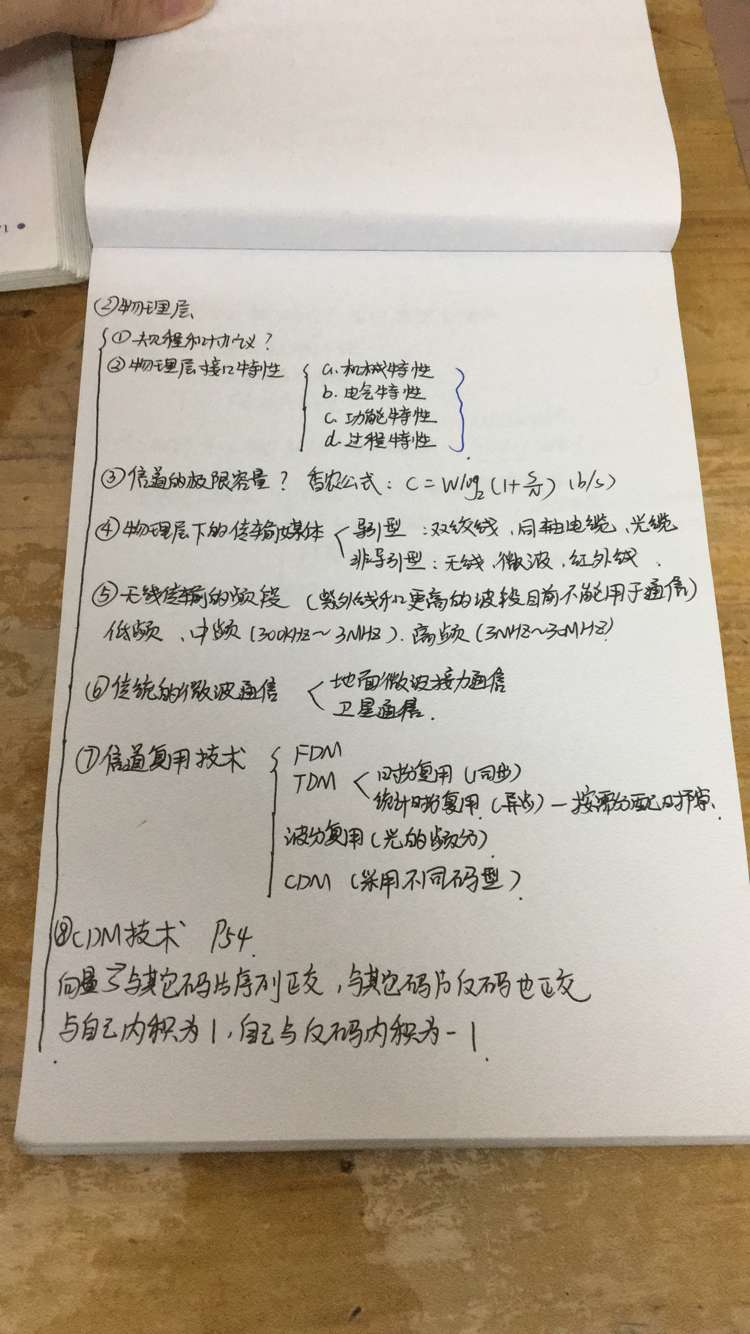 (2)物理层
①规程和协议?
②物理层接口特性
a.机械特性
b.电气特性
c.功能特性
d.过程特性
③信道的极限容量? 香农公式: C=Wlog₂(1+S/N) (b/s)
④物理层下的传输媒体
导引型:双绞线,同轴电缆,光缆
非导引型:无线,微波,红外线.
⑤无线传输的频段 (紫外线和更高的波段目前不能用于通信)
低频、中频(300KHZ~3MHZ).高频(3MHZ~30MHZ)
⑥传统的微波通信
地面微波接力通信
卫星通信.
⑦信道复用技术
FDM
TDM
时分复用(同步)
统计时分复用(异步)—按需分配时隙.
波分复用(光的频分)
CDM (采用不同码型)
⑧CDM技术 P54.
向量S与其它码片序列正交,与其它码片反码也正交
与自己内积为1,自己与反码内积为-1.